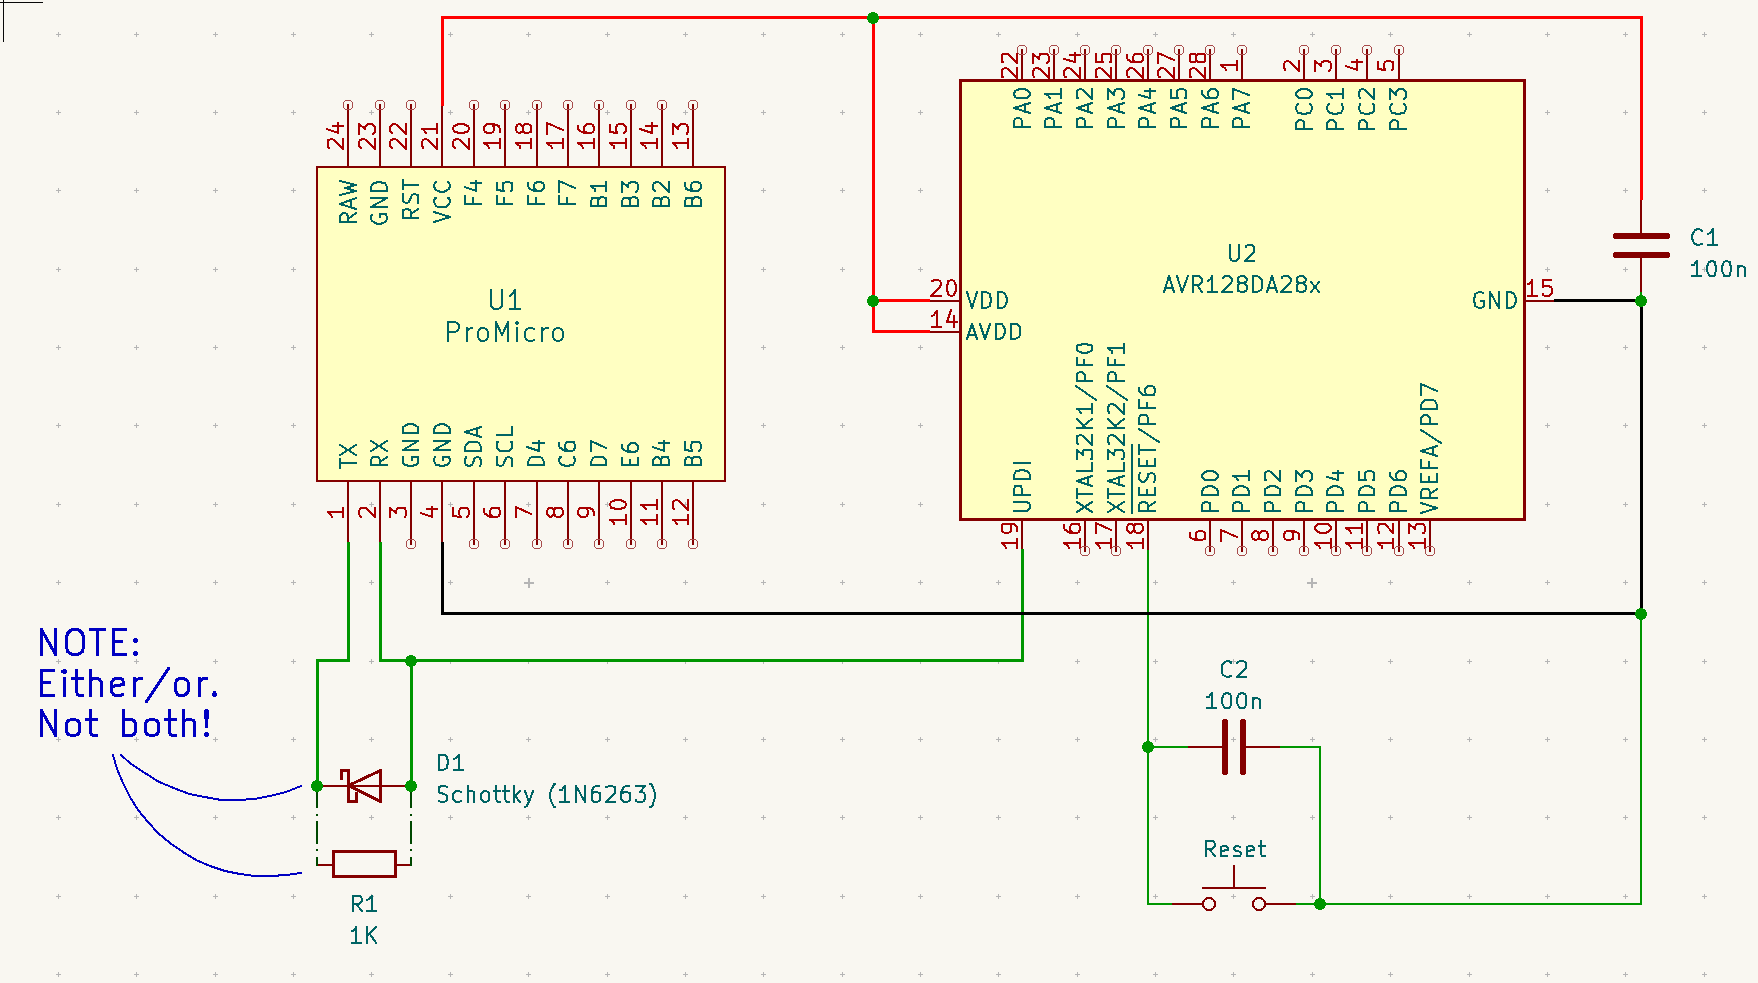 22 23 24 25 26 27 28 1 2 3 4 5
PA0 PA1 PA2 PA3 PA4 PA5 PA6 PA7 PC0 PC1 PC2 PC3
24 23 22 21 20 19 18 17 16 15 14 13
RAW GND RST VCC F4 F5 F6 F7 B1 B3 B2 B6
U1
ProMicro
TX RX GND GND SDA SCL D4 C6 D7 E6 B4 B5
1 2 3 4 5 6 7 8 9 10 11 12
U2
AVR128DA28x
20 VDD
14 AVDD
GND 15
C1
100n
UPDI XTAL32K1/PF0 XTAL32K2/PF1 RESET/PF6 PD0 PD1 PD2 PD3 PD4 PD5 PD6 VREFA/PD7
19 16 17 18 6 7 8 9 10 11 12 13
NOTE:
Either/or.
Not both!
D1
Schottky (1N6263)
R1
1K
C2
100n
Reset